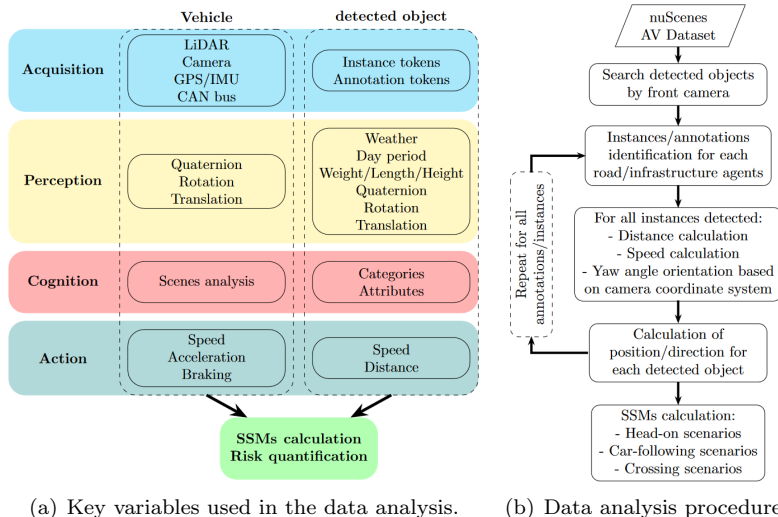 Vehicle
detected object
Acquisition
LiDAR
Camera
GPS/IMU
CAN bus
Instance tokens
Annotation tokens
Perception
Quaternion
Rotation
Translation
Weather
Day period
Weight/Length/Height
Quaternion
Rotation
Translation
Cognition
Scenes analysis
Categories
Attributes
Action
Speed
Acceleration
Braking
Speed
Distance
SSMs calculation
Risk quantification
(a) Key variables used in the data analysis.
nuScenes
AV Dataset
Search detected objects
by front camera
Instances/annotations
identification for each
road/infrastructure agents
For all instances detected:
- Distance calculation
- Speed calculation
- Yaw angle orientation based
on camera coordinate system
Repeat for all
annotations/instances
Calculation of
position/direction for
each detected object
SSMs calculation:
- Head-on scenarios
- Car-following scenarios
- Crossing scenarios
(b) Data analysis procedure